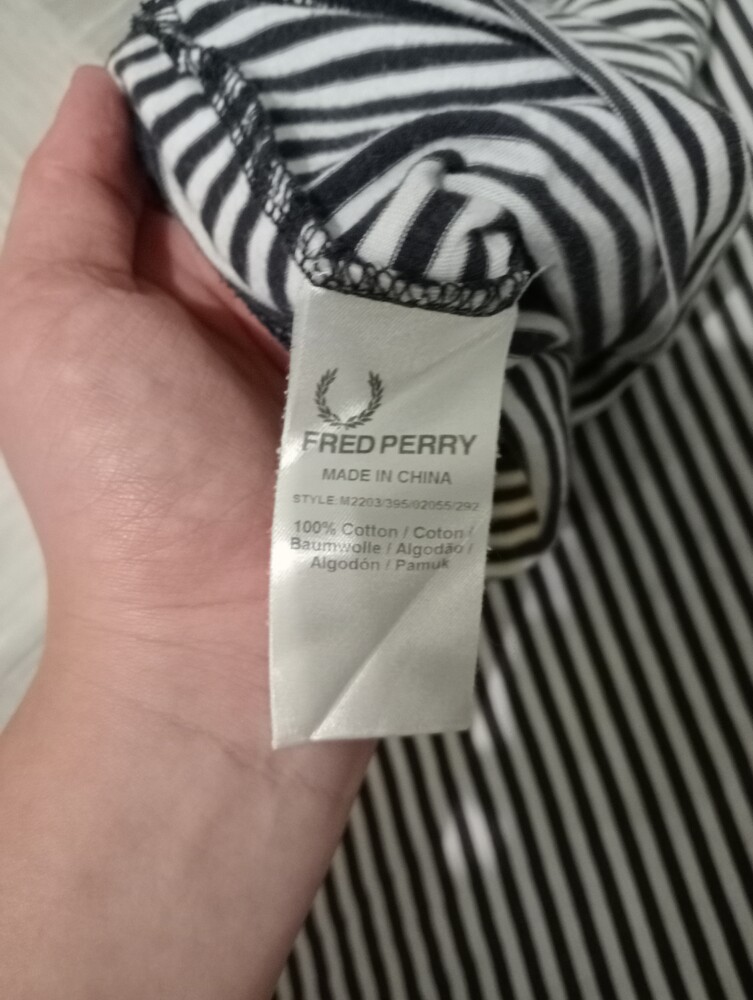 FRED PERRY
MADE IN CHINA
STYLE:M2203/395/02055/292
100% Cotton / Coton /
Baumwolle / Algodão /
Algodón / Pamuk